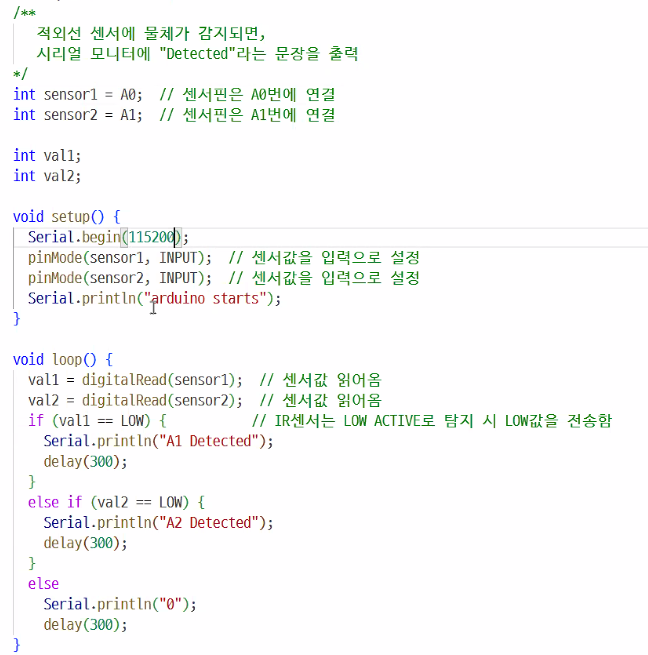 /**
적외선 센서에 물체가 감지되면,
시리얼 모니터에 "Detected"라는 문장을 출력
*/
int sensor1 = A0;  // 센서핀은 A0번에 연결
int sensor2 = A1;  // 센서핀은 A1번에 연결
int val1;
int val2;
void setup() {
  Serial.begin(115200);
  pinMode(sensor1, INPUT);  // 센서값을 입력으로 설정
  pinMode(sensor2, INPUT);  // 센서값을 입력으로 설정
  Serial.println("arduino starts");
}
void loop() {
  val1 = digitalRead(sensor1);  // 센서값 읽어옴
  val2 = digitalRead(sensor2);  // 센서값 읽어옴
  if (val1 == LOW) {           // IR센서는 LOW ACTIVE로 탐지 시 LOW값을 전송함
    Serial.println("A1 Detected");
    delay(300);
  }
  else if (val2 == LOW) {
    Serial.println("A2 Detected");
    delay(300);
  }
  else
    Serial.println("0");
    delay(300);
}